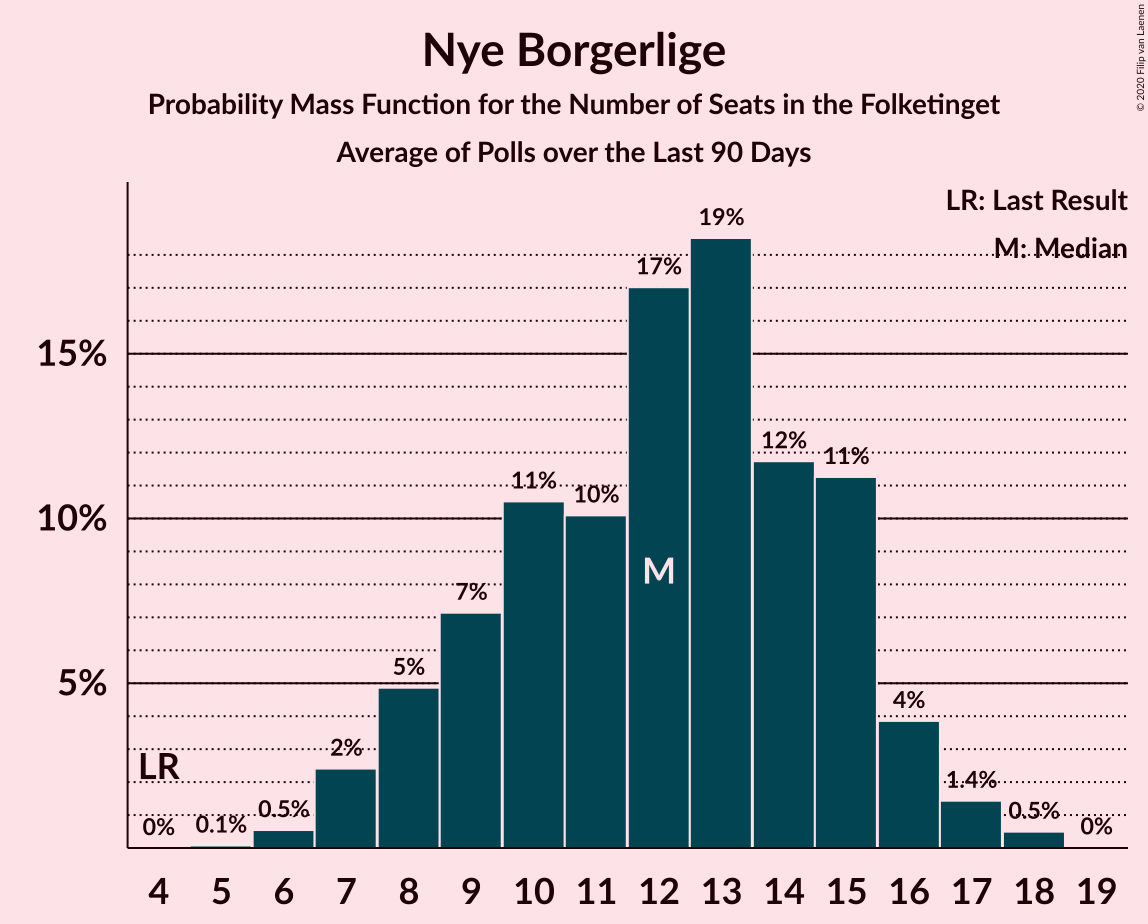 Nye Borgerlige
Probability Mass Function for the Number of Seats in the Folketinget
Average of Polls over the Last 90 Days
© 2020 Filip van Laenen
LR: Last Result
M: Median
19%
17%
15%
12%
11%
11%
10%
10%
M
7%
5%
5%
4%
2%
LR
1.4%
0.5%
0.5%
0%
0.1%
0%
4 5 6 7 8 9 10 11 12 13 14 15 16 17 18 19